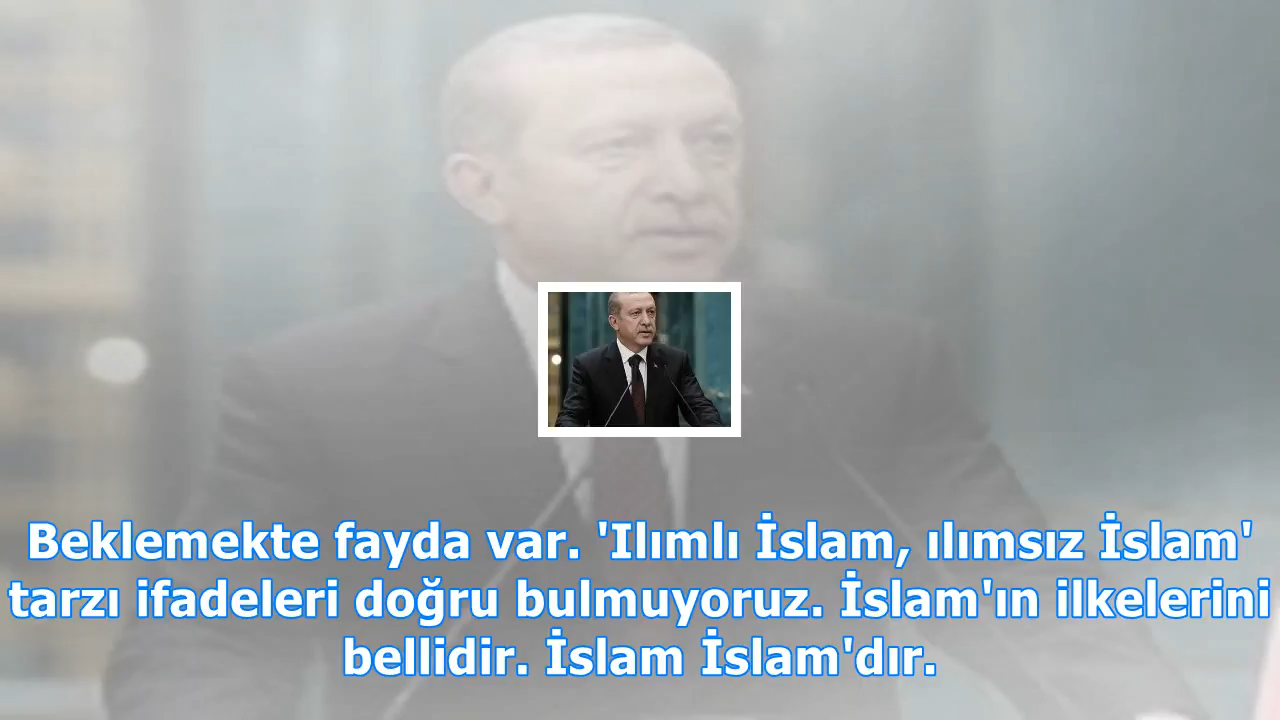 Beklemekte fayda var. 'Ilımlı İslam, ılımsız İslam'
tarzı ifadeleri doğru bulmuyoruz. İslam'ın ilkelerini
bellidir. İslam İslam'dır.